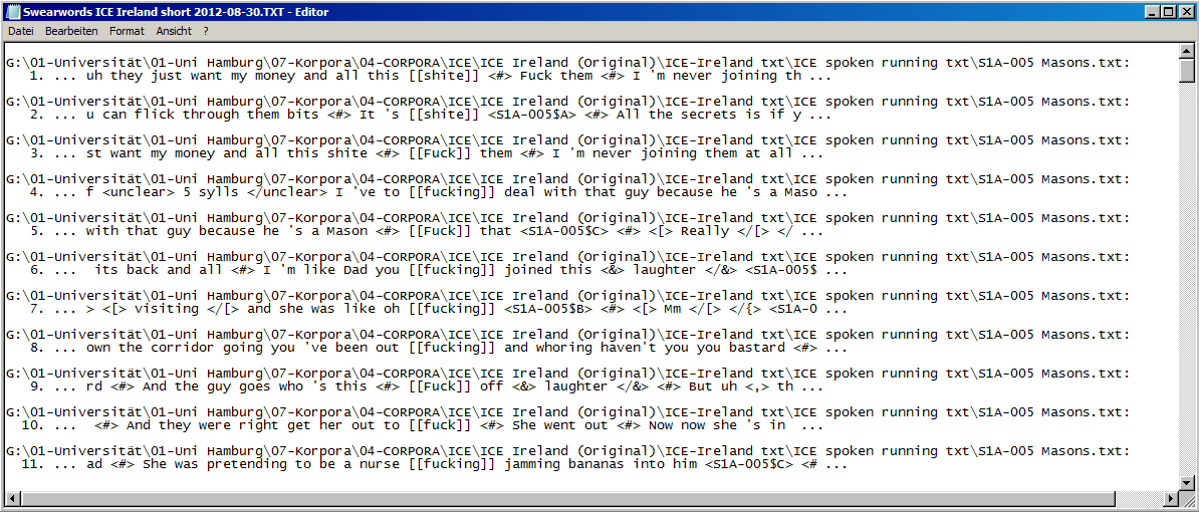 Swearwords ICE Ireland short 2012-08-30.TXT - Editor
Datei Bearbeiten Format Ansicht ?
G:\01-Universität\01-Uni Hamburg\07-Korpora\04-CORPORA\ICE\ICE Ireland (Original)\ICE-Ireland txt\ICE spoken running txt\S1A-005 Masons.txt:
1. ... uh they just want my money and all this [[shite]] <#> Fuck them <#> I 'm never joining th ...
G:\01-Universität\01-Uni Hamburg\07-Korpora\04-CORPORA\ICE\ICE Ireland (Original)\ICE-Ireland txt\ICE spoken running txt\S1A-005 Masons.txt:
2. ... u can flick through them bits <#> It 's [[shite]] <S1A-005$A> <#> All the secrets is if y ...
G:\01-Universität\01-Uni Hamburg\07-Korpora\04-CORPORA\ICE\ICE Ireland (Original)\ICE-Ireland txt\ICE spoken running txt\S1A-005 Masons.txt:
3. ... st want my money and all this shite <#> [[Fuck]] them <#> I 'm never joining them at all ...
G:\01-Universität\01-Uni Hamburg\07-Korpora\04-CORPORA\ICE\ICE Ireland (Original)\ICE-Ireland txt\ICE spoken running txt\S1A-005 Masons.txt:
4. ... f <unclear> 5 sylls </unclear> I 've to [[fucking]] deal with that guy because he 's a Maso ...
G:\01-Universität\01-Uni Hamburg\07-Korpora\04-CORPORA\ICE\ICE Ireland (Original)\ICE-Ireland txt\ICE spoken running txt\S1A-005 Masons.txt:
5. ... with that guy because he 's a Mason <#> [[Fuck]] that <S1A-005$C> <#> <[> Really </[> </ ...
G:\01-Universität\01-Uni Hamburg\07-Korpora\04-CORPORA\ICE\ICE Ireland (Original)\ICE-Ireland txt\ICE spoken running txt\S1A-005 Masons.txt:
6. ... its back and all <#> I 'm like Dad you [[fucking]] joined this <&> laughter </&> <S1A-005$ ...
G:\01-Universität\01-Uni Hamburg\07-Korpora\04-CORPORA\ICE\ICE Ireland (Original)\ICE-Ireland txt\ICE spoken running txt\S1A-005 Masons.txt:
7. ... > <[> visiting </[> and she was like oh [[fucking]] <S1A-005$B> <#> <[> Mm </[> </{> <S1A-0 ...
G:\01-Universität\01-Uni Hamburg\07-Korpora\04-CORPORA\ICE\ICE Ireland (Original)\ICE-Ireland txt\ICE spoken running txt\S1A-005 Masons.txt:
8. ... own the corridor going you 've been out [[fucking]] and whoring haven't you you bastard <#> ...
G:\01-Universität\01-Uni Hamburg\07-Korpora\04-CORPORA\ICE\ICE Ireland (Original)\ICE-Ireland txt\ICE spoken running txt\S1A-005 Masons.txt:
9. ... rd <#> And the guy goes who 's this <#> [[Fuck]] off <&> laughter </&> <#> But uh <,> th ...
G:\01-Universität\01-Uni Hamburg\07-Korpora\04-CORPORA\ICE\ICE Ireland (Original)\ICE-Ireland txt\ICE spoken running txt\S1A-005 Masons.txt:
10. ... <#> And they were right get her out to [[fuck]] <#> She went out <#> Now now she 's in ...
G:\01-Universität\01-Uni Hamburg\07-Korpora\04-CORPORA\ICE\ICE Ireland (Original)\ICE-Ireland txt\ICE spoken running txt\S1A-005 Masons.txt:
11. ... ad <#> She was pretending to be a nurse [[fucking]] jamming bananas into him <S1A-005$C> <# ...